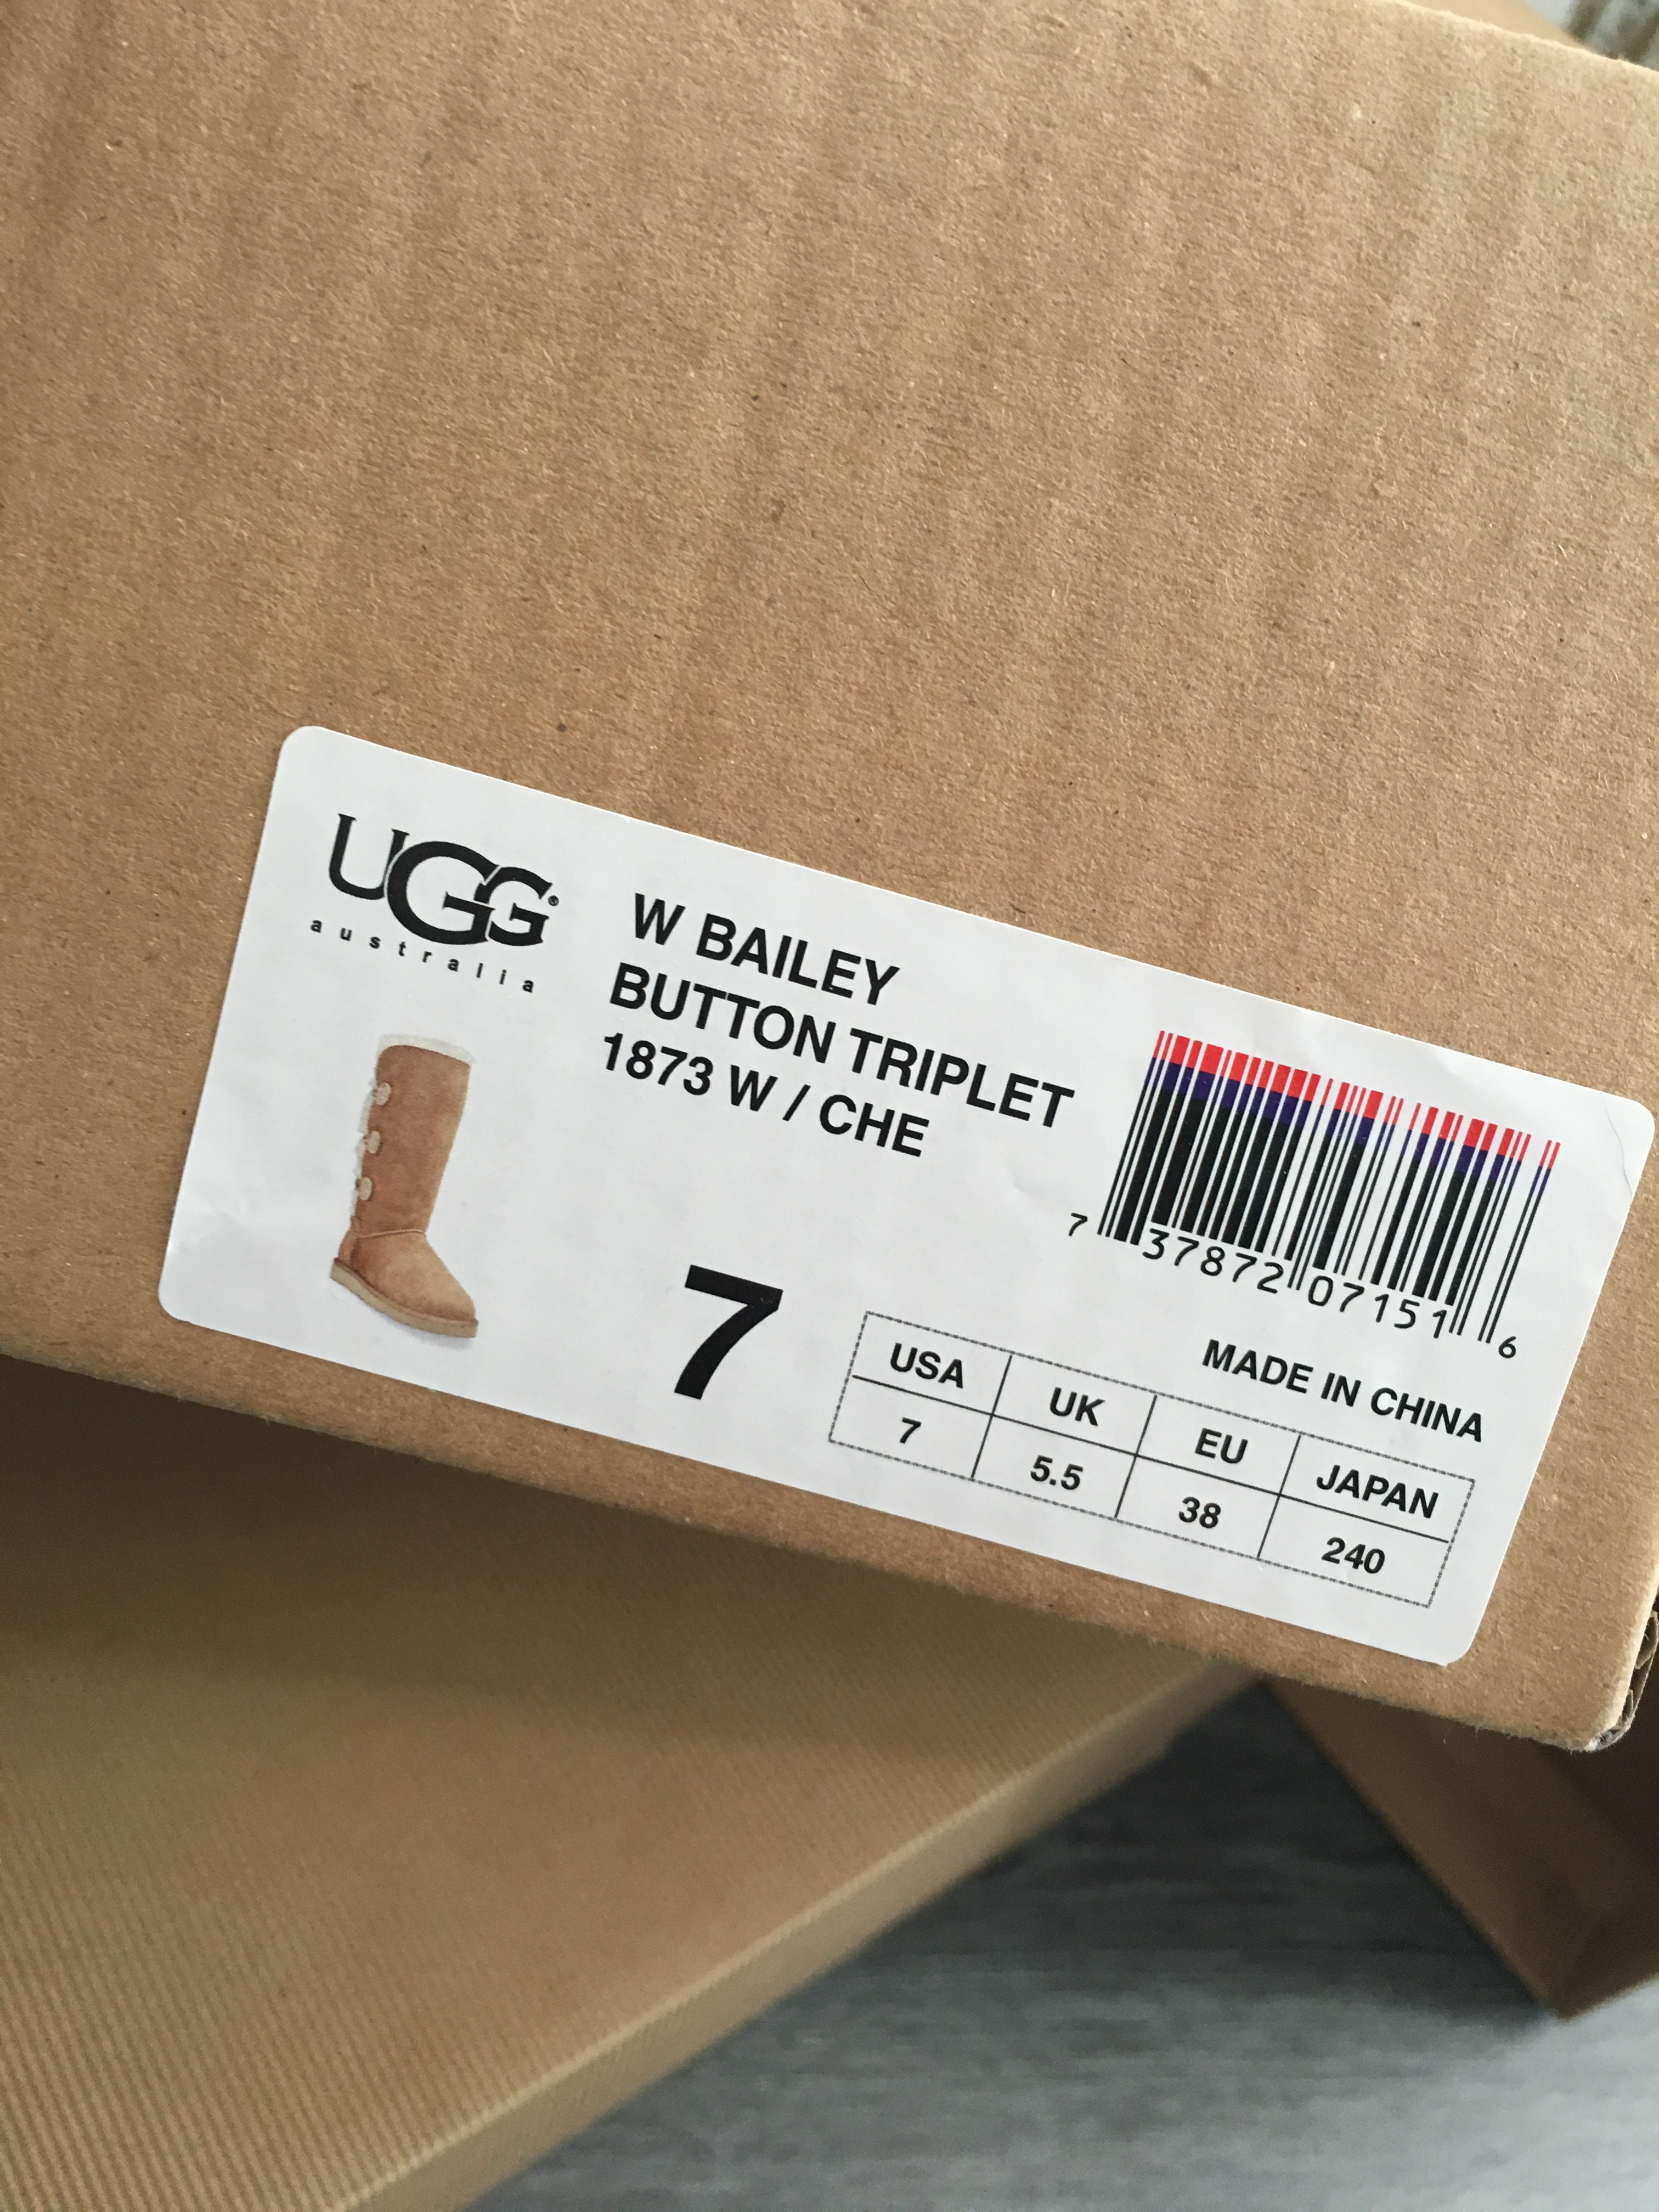 UGG®
australia
W BAILEY
BUTTON TRIPLET
1873 W / CHE
7 37872 07151 6
MADE IN CHINA
7
USA UK EU JAPAN
7 5.5 38 240